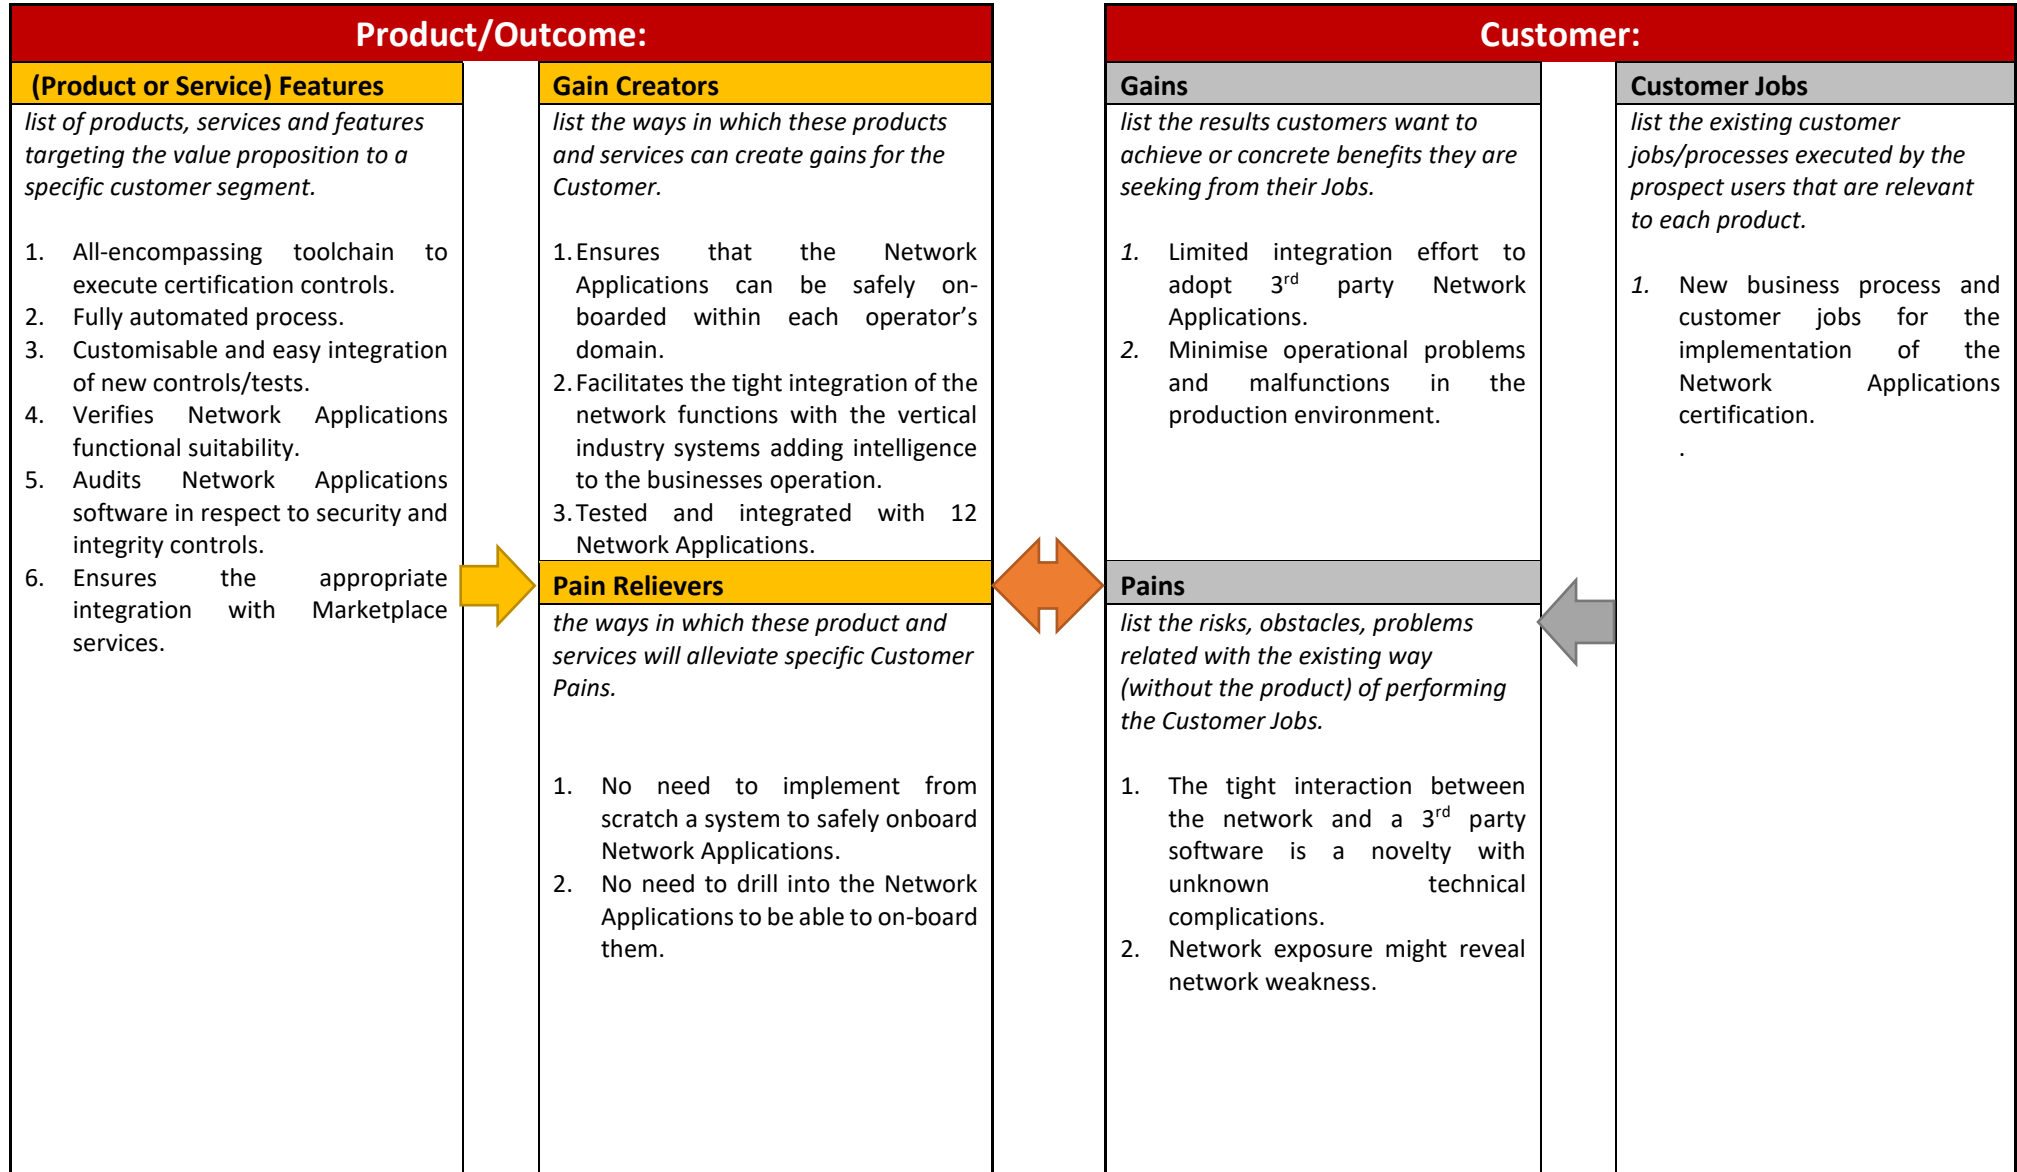 Product/Outcome:
(Product or Service) Features
list of products, services and features
targeting the value proposition to a
specific customer segment.
1. All-encompassing toolchain to
execute certification controls.
2. Fully automated process.
3. Customisable and easy integration
of new controls/tests.
4. Verifies Network Applications
functional suitability.
5. Audits Network Applications
software in respect to security and
integrity controls.
6. Ensures the appropriate
integration with Marketplace
services.
Gain Creators
list the ways in which these products
and services can create gains for the
Customer.
1. Ensures that the Network
Applications can be safely on-
boarded within each operator’s
domain.
2. Facilitates the tight integration of the
network functions with the vertical
industry systems adding intelligence
to the businesses operation.
3. Tested and integrated with 12
Network Applications.
Pain Relievers
the ways in which these product and
services will alleviate specific Customer
Pains.
1. No need to implement from
scratch a system to safely onboard
Network Applications.
2. No need to drill into the Network
Applications to be able to on-board
them.
Customer:
Gains
list the results customers want to
achieve or concrete benefits they are
seeking from their Jobs.
1. Limited integration effort to
adopt 3rd party Network
Applications.
2. Minimise operational problems
and malfunctions in the
production environment.
Pains
list the risks, obstacles, problems
related with the existing way
(without the product) of performing
the Customer Jobs.
1. The tight interaction between
the network and a 3rd party
software is a novelty with
unknown technical
complications.
2. Network exposure might reveal
network weakness.
Customer Jobs
list the existing customer
jobs/processes executed by the
prospect users that are relevant
to each product.
1. New business process and
customer jobs for the
implementation of the
Network Applications
certification.
.